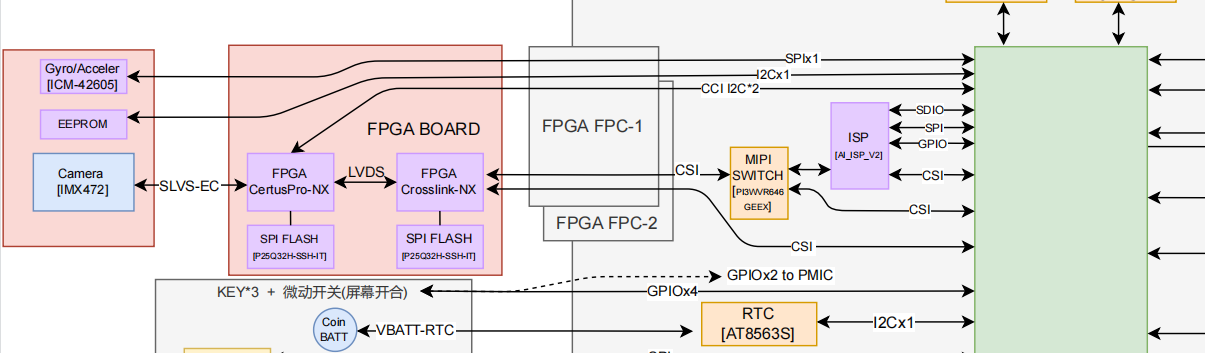 Gyro/Acceler
[ICM-42605]
EEPROM
Camera
[IMX472]
SLVS-EC
FPGA BOARD
FPGA
CertusPro-NX
LVDS
FPGA
Crosslink-NX
SPI FLASH
[P25Q32H-SSH-IT]
SPI FLASH
[P25Q32H-SSH-IT]
FPGA FPC-1
FPGA FPC-2
SPIx1
I2Cx1
CCI I2C*2
CSI
MIPI
SWITCH
[PI3WVR646
GEEX]
ISP
[AI_ISP_V2]
SDIO
SPI
GPIO
CSI
CSI
CSI
GPIOx2 to PMIC
KEY*3 + 微动开关(屏幕开合)
GPIOx4
Coin
BATT
VBATT-RTC
RTC
[AT8563S]
I2Cx1